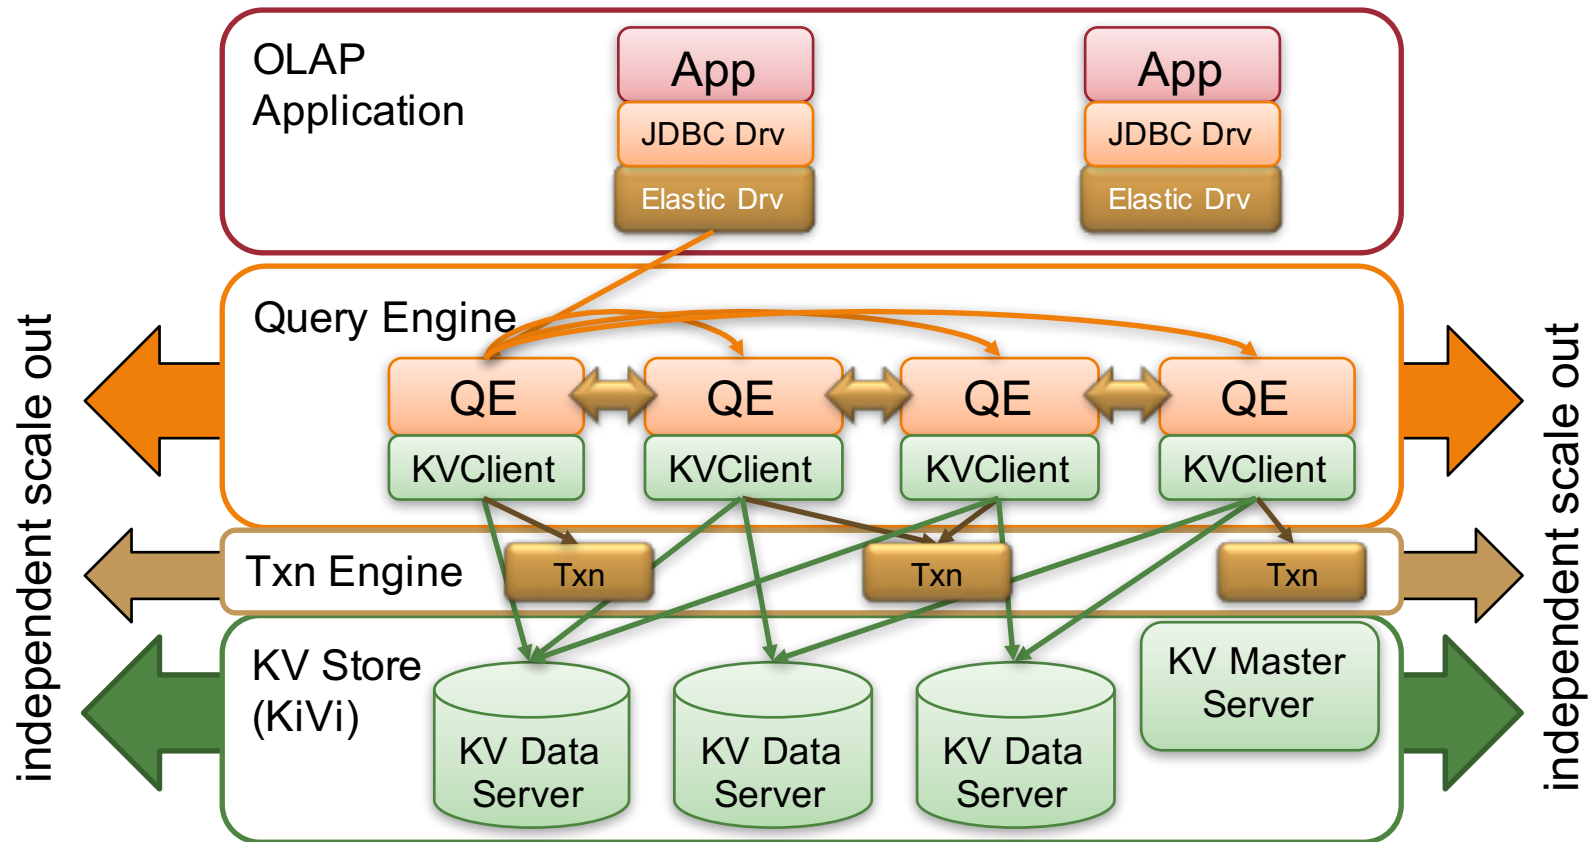 OLAP
Application
App
JDBC Drv
Elastic Drv
App
JDBC Drv
Elastic Drv
independent scale out
Query Engine
QE
QE
QE
QE
KVClient
KVClient
KVClient
KVClient
independent scale out
Txn Engine
Txn
Txn
Txn
KV Store
(KiVi)
KV Data
Server
KV Data
Server
KV Data
Server
KV Master
Server